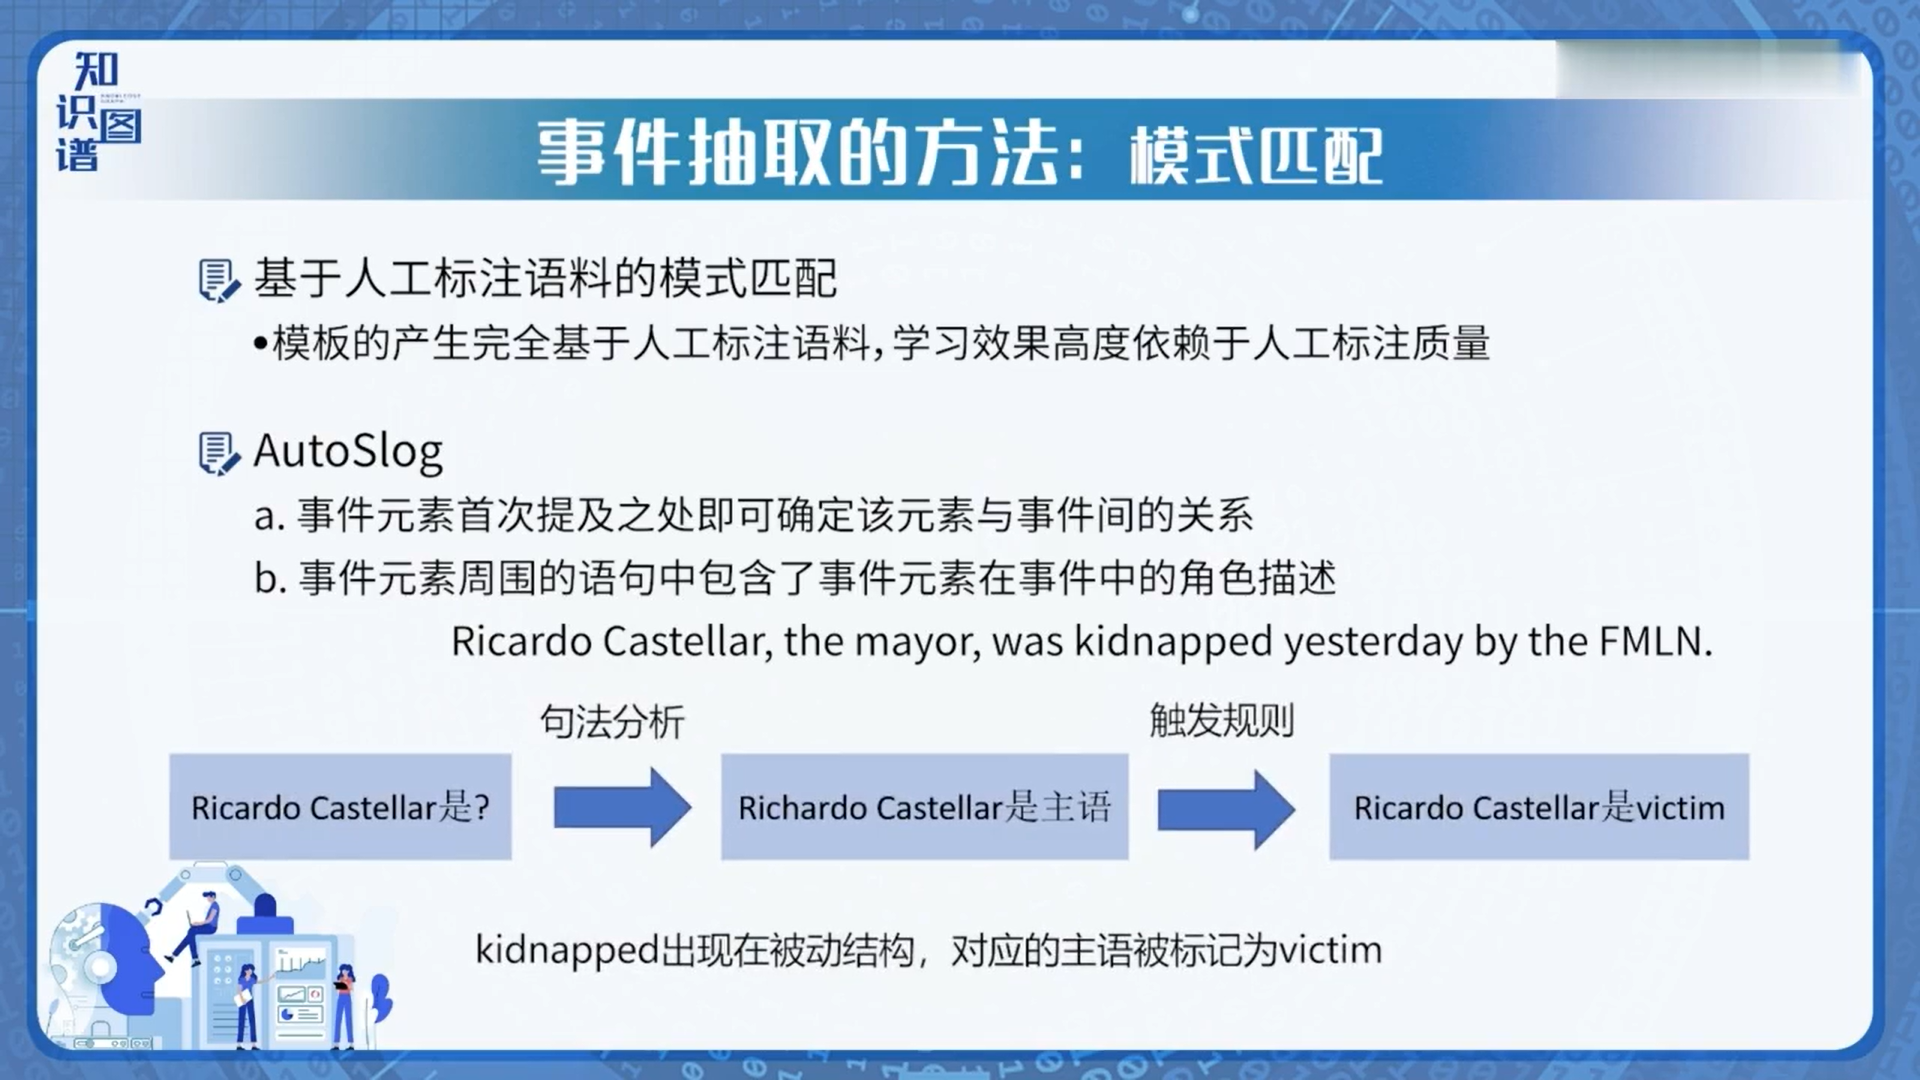 知识图谱
KNOWLEDGE GRAPH
事件抽取的方法：模式匹配
基于人工标注语料的模式匹配
•模板的产生完全基于人工标注语料，学习效果高度依赖于人工标注质量
AutoSlog
a. 事件元素首次提及之处即可确定该元素与事件间的关系
b. 事件元素周围的语句中包含了事件元素在事件中的角色描述
Ricardo Castellar, the mayor, was kidnapped yesterday by the FMLN.
句法分析
触发规则
Ricardo Castellar是?
Richardo Castellar是主语
Ricardo Castellar是victim
kidnapped出现在被动结构，对应的主语被标记为victim